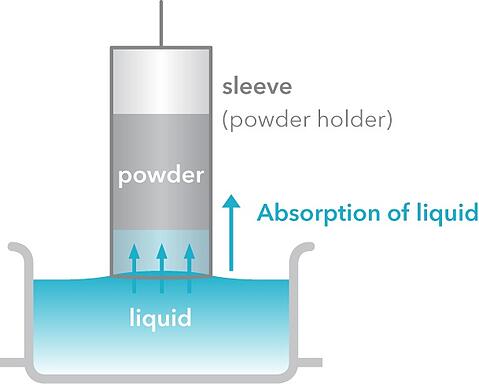 sleeve
(powder holder)
powder
Absorption of liquid
liquid